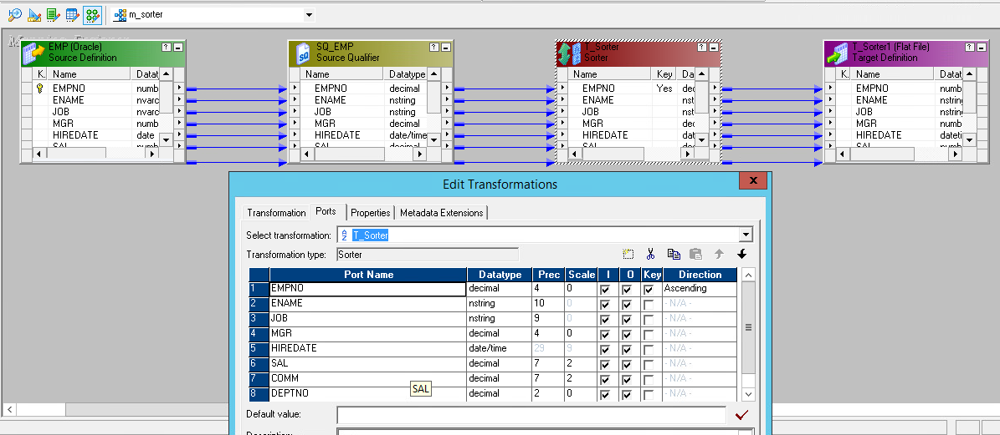 m_sorter
EMP (Oracle)
Source Definition
K. Name Datat
EMPNO numb
ENAME nvarc
JOB nvarc
MGR numb
HIREDATE date
SAL numb
SQ_EMP
Source Qualifier
Name Datatype
EMPNO decimal
ENAME nstring
JOB nstring
MGR decimal
HIREDATE date/time
SAL decimal
T_Sorter
Sorter
Name Key Da
EMPNO Yes dec
ENAME nst
JOB nst
MGR dec
HIREDATE dat
SAL dec
T_Sorter1 (Flat File)
Target Definition
K. Name Datat
EMPNO numb
ENAME nstrin
JOB nstrin
MGR numb
HIREDATE dateti
SAL numb
Edit Transformations
Transformation Ports Properties Metadata Extensions
Select transformation: T_Sorter
Transformation type: Sorter
Port Name Datatype Prec Scale I O Key Direction
1 EMPNO decimal 4 0 Ascending
2 ENAME nstring 10 0 - N/A -
3 JOB nstring 9 0 - N/A -
4 MGR decimal 4 0 - N/A -
5 HIREDATE date/time 29 9 - N/A -
6 SAL decimal 7 2 - N/A -
7 COMM decimal 7 2 - N/A -
8 DEPTNO decimal 2 0 - N/A -
SAL
Default value:
Description: